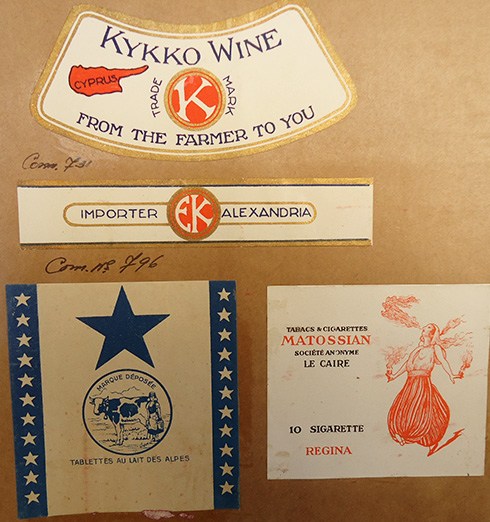 KYKKO WINE
CYPRUS
TRADE K MARK
FROM THE FARMER TO YOU
Com. 721
IMPORTER EK ALEXANDRIA
Com. Nº 796
MARQUE DÉPOSÉE
TABLETTES AU LAIT DES ALPES
TABACS & CIGARETTES
MATOSSIAN
SOCIÉTÉ ANONYME
LE CAIRE
10 SIGARETTE
REGINA